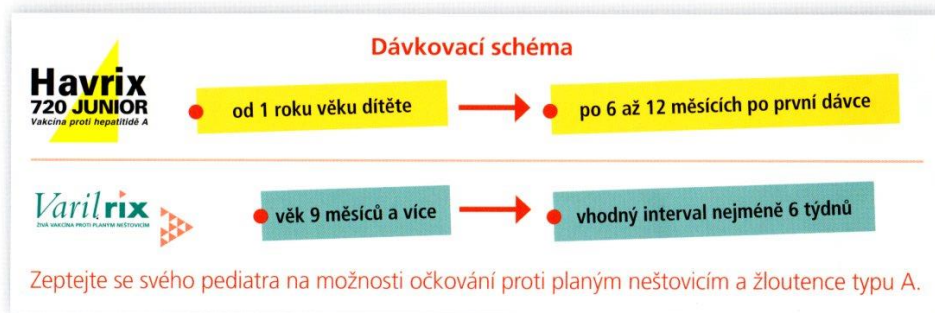 Dávkovací schéma
Havrix
720 JUNIOR
Vakcína proti hepatitidě A
od 1 roku věku dítěte
po 6 až 12 měsících po první dávce
Varilrix
ŽIVÁ VAKCÍNA PROTI PLANÝM NEŠTOVICÍM
věk 9 měsíců a více
vhodný interval nejméně 6 týdnů
Zeptejte se svého pediatra na možnosti očkování proti planým neštovicím a žloutence typu A.